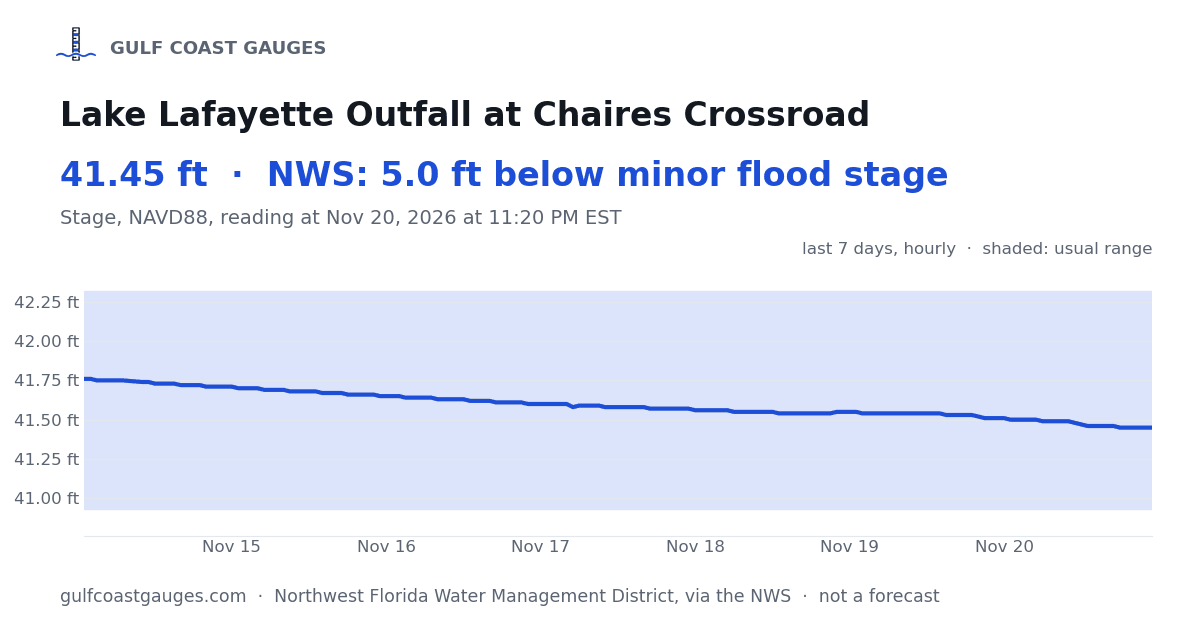 GULF COAST GAUGES
Lake Lafayette Outfall at Chaires Crossroad
41.45 ft · NWS: 5.0 ft below minor flood stage
Stage, NAVD88, reading at Nov 20, 2026 at 11:20 PM EST
last 7 days, hourly · shaded: usual range
42.25 ft
42.00 ft
41.75 ft
41.50 ft
41.25 ft
41.00 ft
Nov 15 Nov 16 Nov 17 Nov 18 Nov 19 Nov 20
gulfcoastgauges.com · Northwest Florida Water Management District, via the NWS · not a forecast